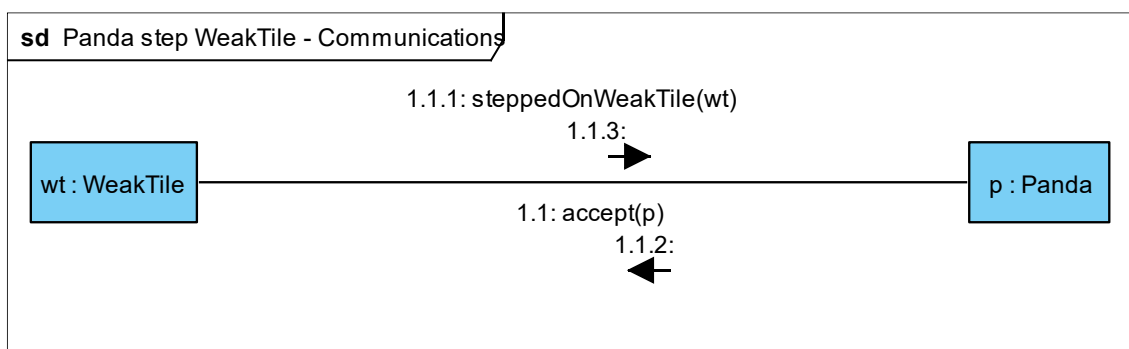 sd Panda step WeakTile - Communications
1.1.1: steppedOnWeakTile(wt)
1.1.3:
wt : WeakTile
p : Panda
1.1: accept(p)
1.1.2: